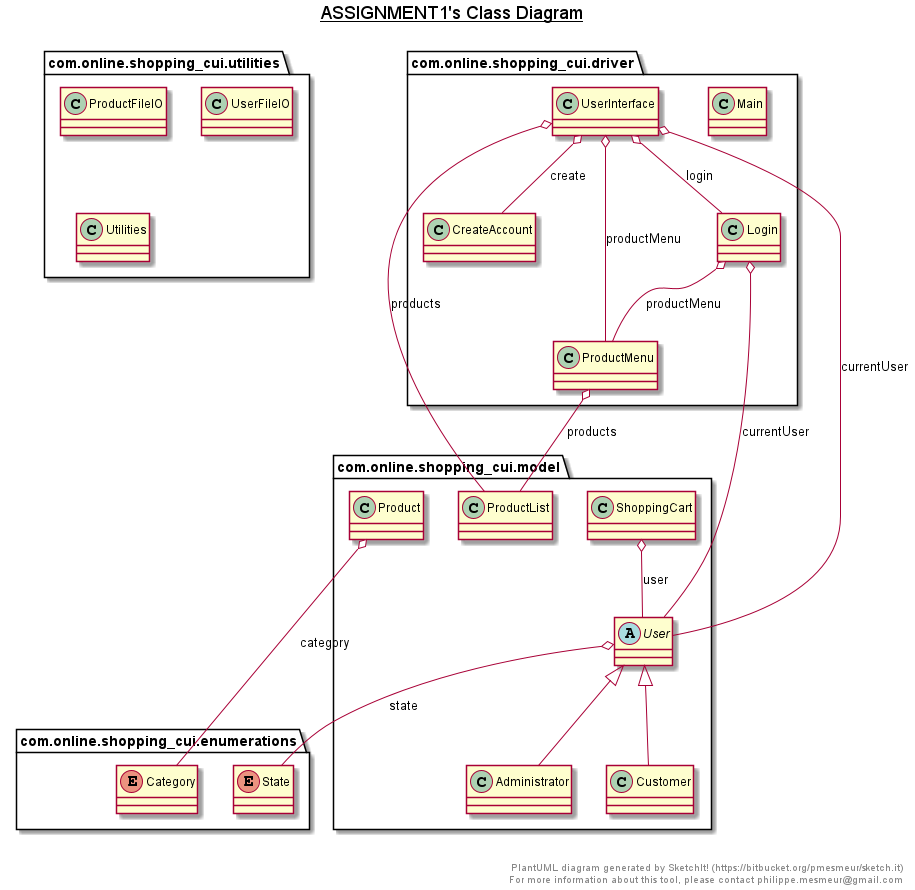 ASSIGNMENT1's Class Diagram
com.online.shopping_cui.utilities
C ProductFileIO
C UserFileIO
C Utilities
com.online.shopping_cui.driver
C UserInterface
C Main
create
login
C CreateAccount
C Login
productMenu
products
productMenu
C ProductMenu
currentUser
products
currentUser
com.online.shopping_cui.model
C Product
C ProductList
C ShoppingCart
user
A User
category
state
com.online.shopping_cui.enumerations
E Category
E State
C Administrator
C Customer
PlantUML diagram generated by SketchIt! (https://bitbucket.org/pmesmeur/sketch.it)
For more information about this tool, please contact philippe.mesmeur@gmail.com